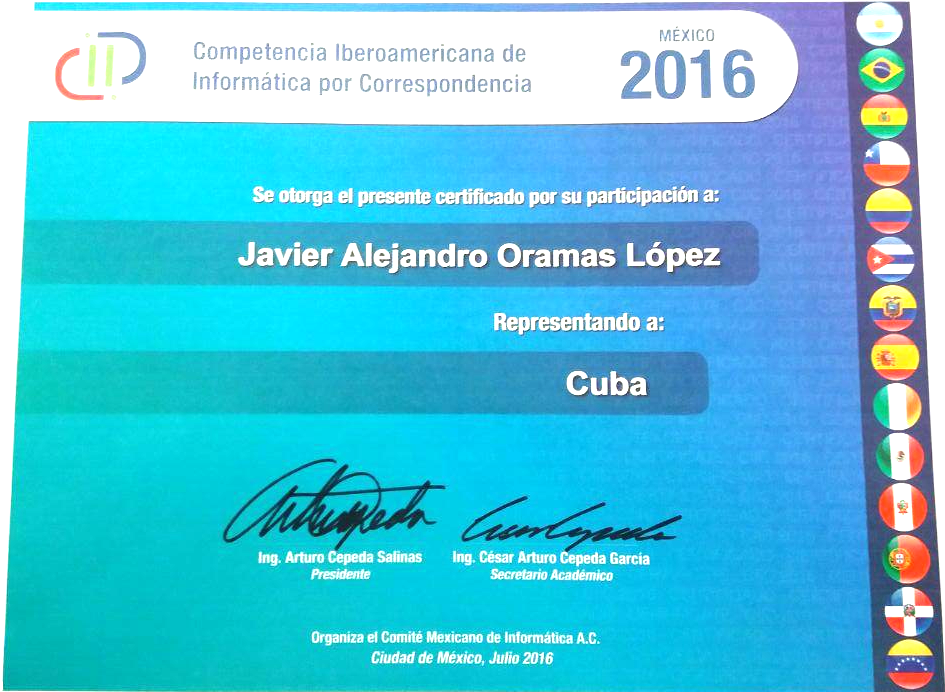 Competencia Iberoamericana de
Informática por Correspondencia
MÉXICO
2016
Se otorga el presente certificado por su participación a:
Javier Alejandro Oramas López
Representando a:
Cuba
Ing. Arturo Cepeda Salinas
Presidente
Ing. César Arturo Cepeda García
Secretario Académico
Organiza el Comité Mexicano de Informática A.C.
Ciudad de México, Julio 2016